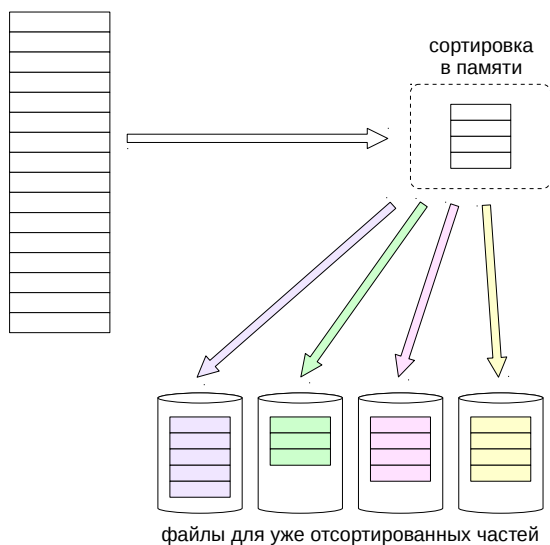 сортировка
в памяти
файлы для уже отсортированных частей